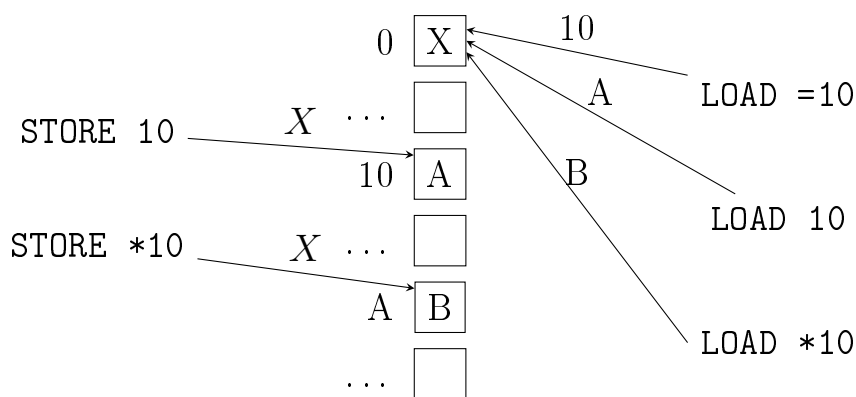 10
0 X
LOAD =10
A
X ...
STORE 10
10 A
B
LOAD 10
X ...
STORE *10
A B
LOAD *10
...